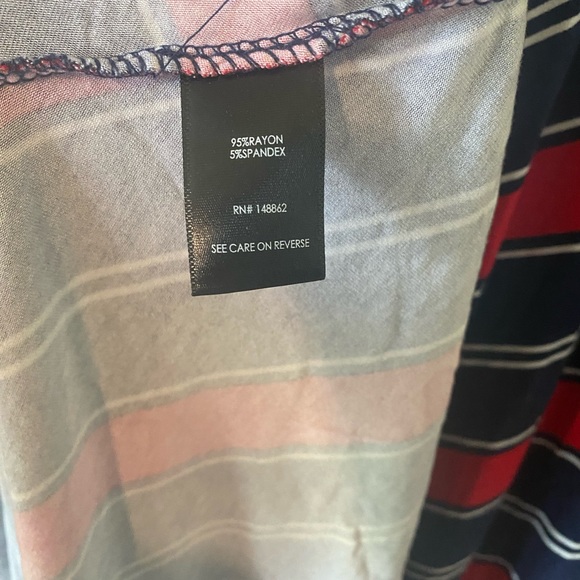 95%RAYON
5%SPANDEX
RN# 148862
SEE CARE ON REVERSE